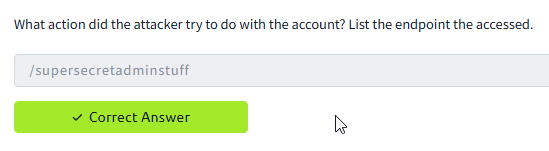 What action did the attacker try to do with the account? List the endpoint the accessed.
/supersecretadminstuff
✓ Correct Answer